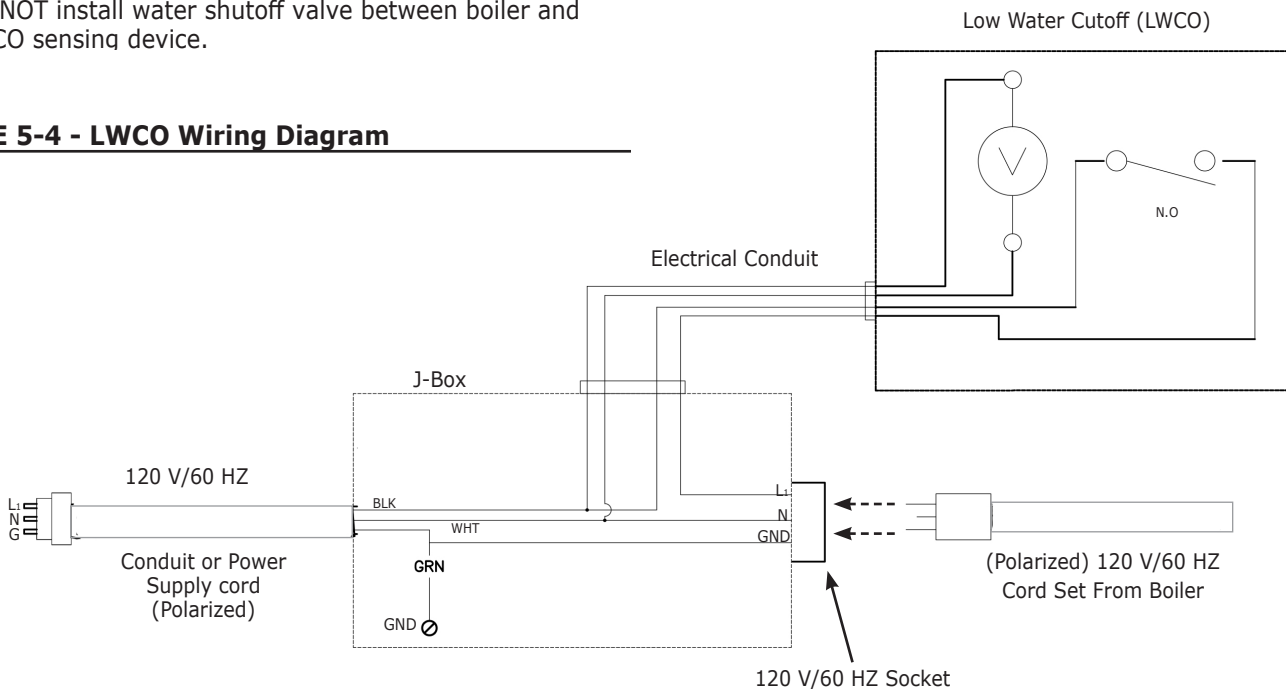 NOT install water shutoff valve between boiler and
CO sensing device.
E 5-4 - LWCO Wiring Diagram
Low Water Cutoff (LWCO)
V
N.O
Electrical Conduit
J-Box
120 V/60 HZ
L1
N
G
Conduit or Power
Supply cord
(Polarized)
BLK
WHT
GRN
GND
L1
N
GND
(Polarized) 120 V/60 HZ
Cord Set From Boiler
120 V/60 HZ Socket